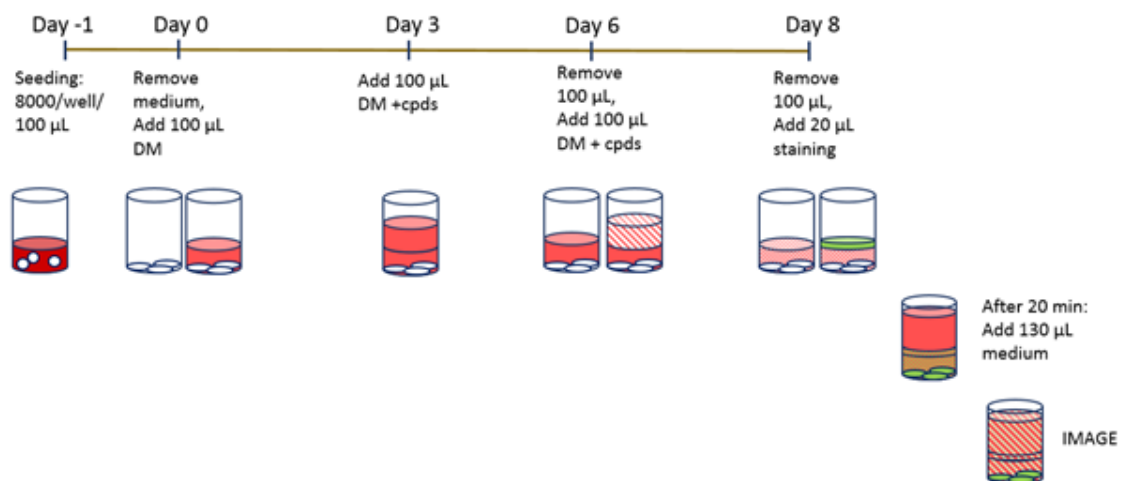 Day -1
Day 0
Day 3
Day 6
Day 8
Seeding:
8000/well/
100 µL
Remove
medium,
Add 100 µL
DM
Add 100 µL
DM +cpds
Remove
100 µL,
Add 100 µL
DM + cpds
Remove
100 µL,
Add 20 µL
staining
After 20 min:
Add 130 µL
medium
IMAGE